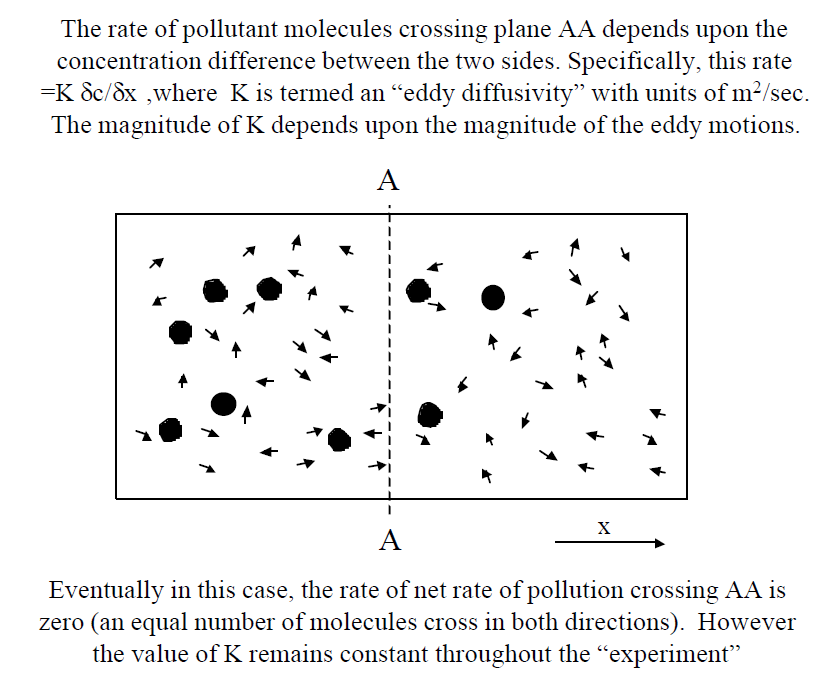 The rate of pollutant molecules crossing plane AA depends upon the
concentration difference between the two sides. Specifically, this rate
=K δc/δx ,where  K is termed an “eddy diffusivity” with units of m²/sec.
The magnitude of K depends upon the magnitude of the eddy motions.
A
A
x
Eventually in this case, the rate of net rate of pollution crossing AA is
zero (an equal number of molecules cross in both directions).  However
the value of K remains constant throughout the “experiment”